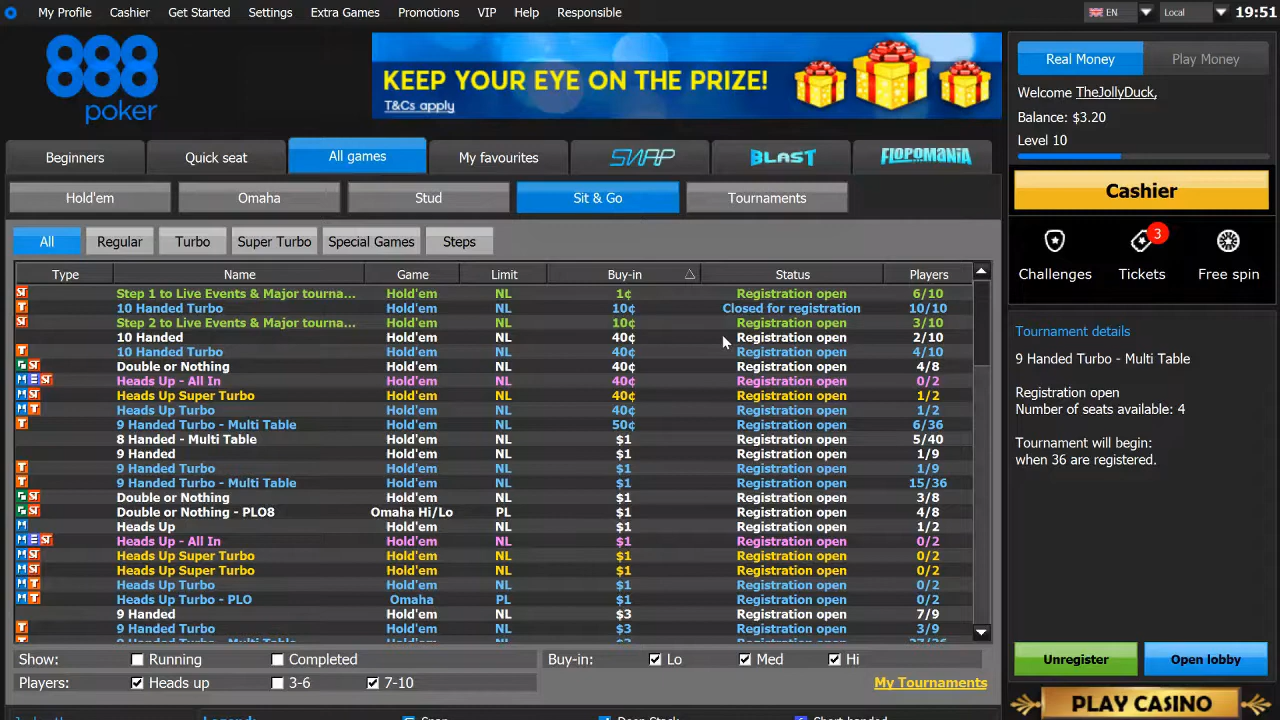 My Profile Cashier Get Started Settings Extra Games Promotions VIP Help Responsible EN Local 19:51
888
poker
KEEP YOUR EYE ON THE PRIZE!
T&Cs apply
Real Money Play Money
Welcome TheJollyDuck,
Balance: $3.20
Level 10
Beginners Quick seat All games My favourites SNAP BLAST FLOPOMANIA
Hold'em Omaha Stud Sit & Go Tournaments
Cashier
All Regular Turbo Super Turbo Special Games Steps
3
Challenges Tickets Free spin
Type Name Game Limit Buy-in Status Players
ST Step 1 to Live Events & Major tourna... Hold'em NL 1¢ Registration open 6/10
T 10 Handed Turbo Hold'em NL 10¢ Closed for registration 10/10
ST Step 2 to Live Events & Major tourna... Hold'em NL 10¢ Registration open 3/10
10 Handed Hold'em NL 40¢ Registration open 2/10
T 10 Handed Turbo Hold'em NL 40¢ Registration open 4/10
ST Double or Nothing Hold'em NL 40¢ Registration open 4/8
ST Heads Up - All In Hold'em NL 40¢ Registration open 0/2
ST Heads Up Super Turbo Hold'em NL 40¢ Registration open 1/2
T Heads Up Turbo Hold'em NL 40¢ Registration open 1/2
T 9 Handed Turbo - Multi Table Hold'em NL 50¢ Registration open 6/36
8 Handed - Multi Table Hold'em NL $1 Registration open 5/40
9 Handed Hold'em NL $1 Registration open 1/9
T 9 Handed Turbo Hold'em NL $1 Registration open 1/9
T 9 Handed Turbo - Multi Table Hold'em NL $1 Registration open 15/36
ST Double or Nothing Hold'em NL $1 Registration open 3/8
ST Double or Nothing - PLO8 Omaha Hi/Lo PL $1 Registration open 4/8
Heads Up Hold'em NL $1 Registration open 1/2
ST Heads Up - All In Hold'em NL $1 Registration open 0/2
ST Heads Up Super Turbo Hold'em NL $1 Registration open 0/2
ST Heads Up Super Turbo Hold'em NL $1 Registration open 0/2
T Heads Up Turbo Hold'em NL $1 Registration open 0/2
T Heads Up Turbo - PLO Omaha PL $1 Registration open 0/2
9 Handed Hold'em NL $3 Registration open 7/9
T 9 Handed Turbo Hold'em NL $3 Registration open 3/9
Tournament details
9 Handed Turbo - Multi Table
Registration open
Number of seats available: 4
Tournament will begin:
when 36 are registered.
Unregister Open lobby
Show: Running Completed Buy-in: Lo Med Hi
Players: Heads up 3-6 7-10 My Tournaments
PLAY CASINO